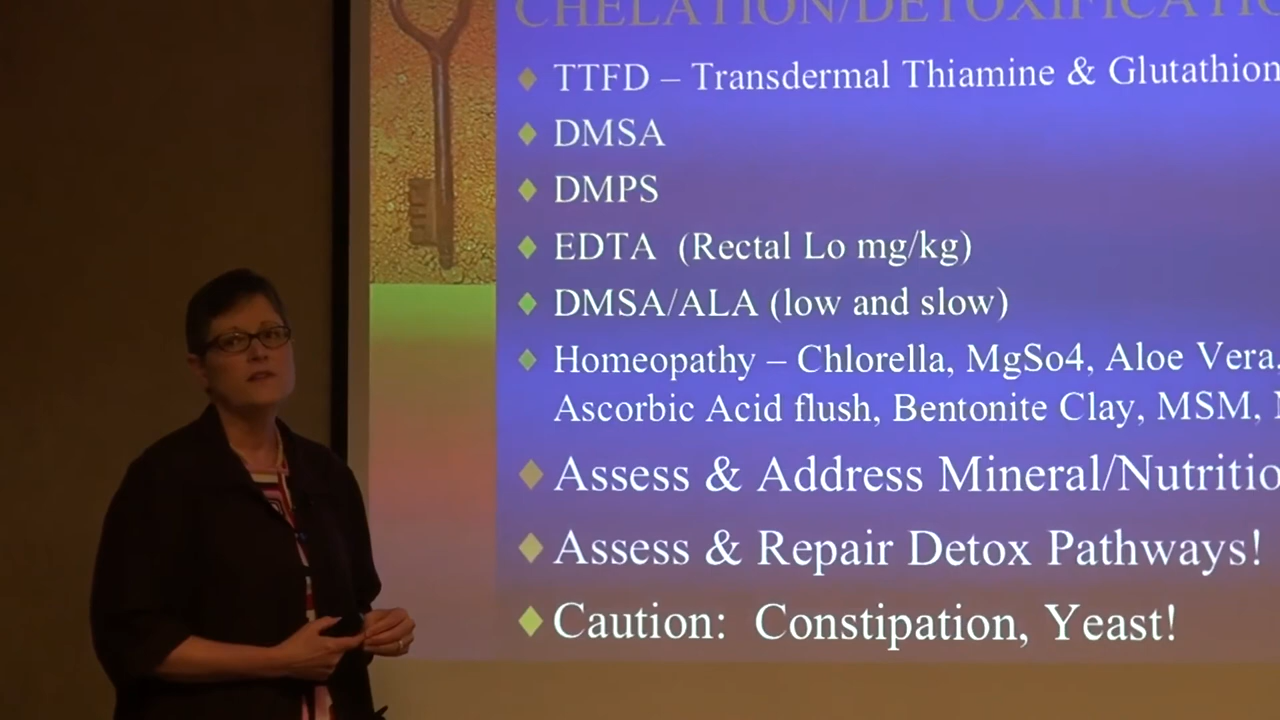 CHELATION/DETOXIFICATIO
TTFD – Transdermal Thiamine & Glutathion
DMSA
DMPS
EDTA (Rectal Lo mg/kg)
DMSA/ALA (low and slow)
Homeopathy – Chlorella, MgSo4, Aloe Vera,
Ascorbic Acid flush, Bentonite Clay, MSM,
Assess & Address Mineral/Nutritio
Assess & Repair Detox Pathways!
Caution: Constipation, Yeast!